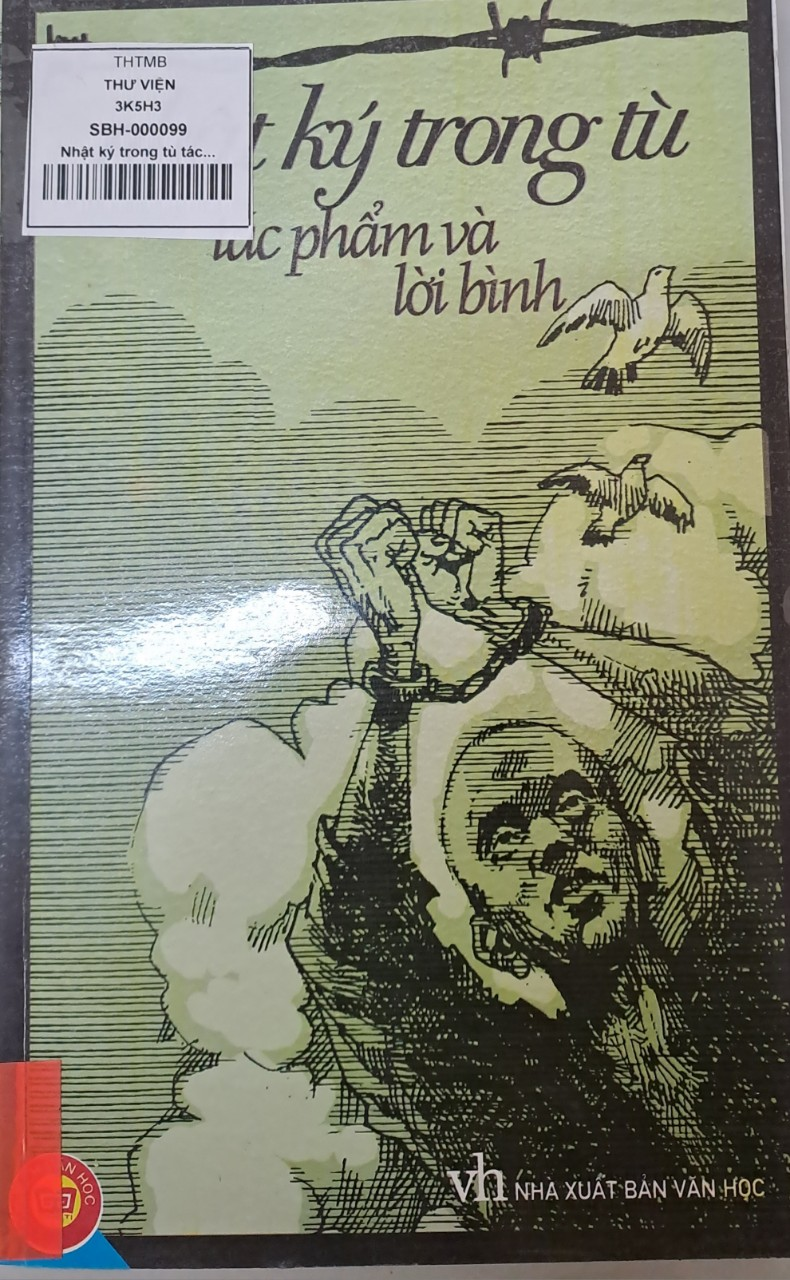 THTMB
THƯ VIỆN
3K5H3
SBH-000099
Nhật ký trong tù tác...
t ký trong tù
tác phẩm và
lời bình
vh NHÀ XUẤT BẢN VĂN HỌC